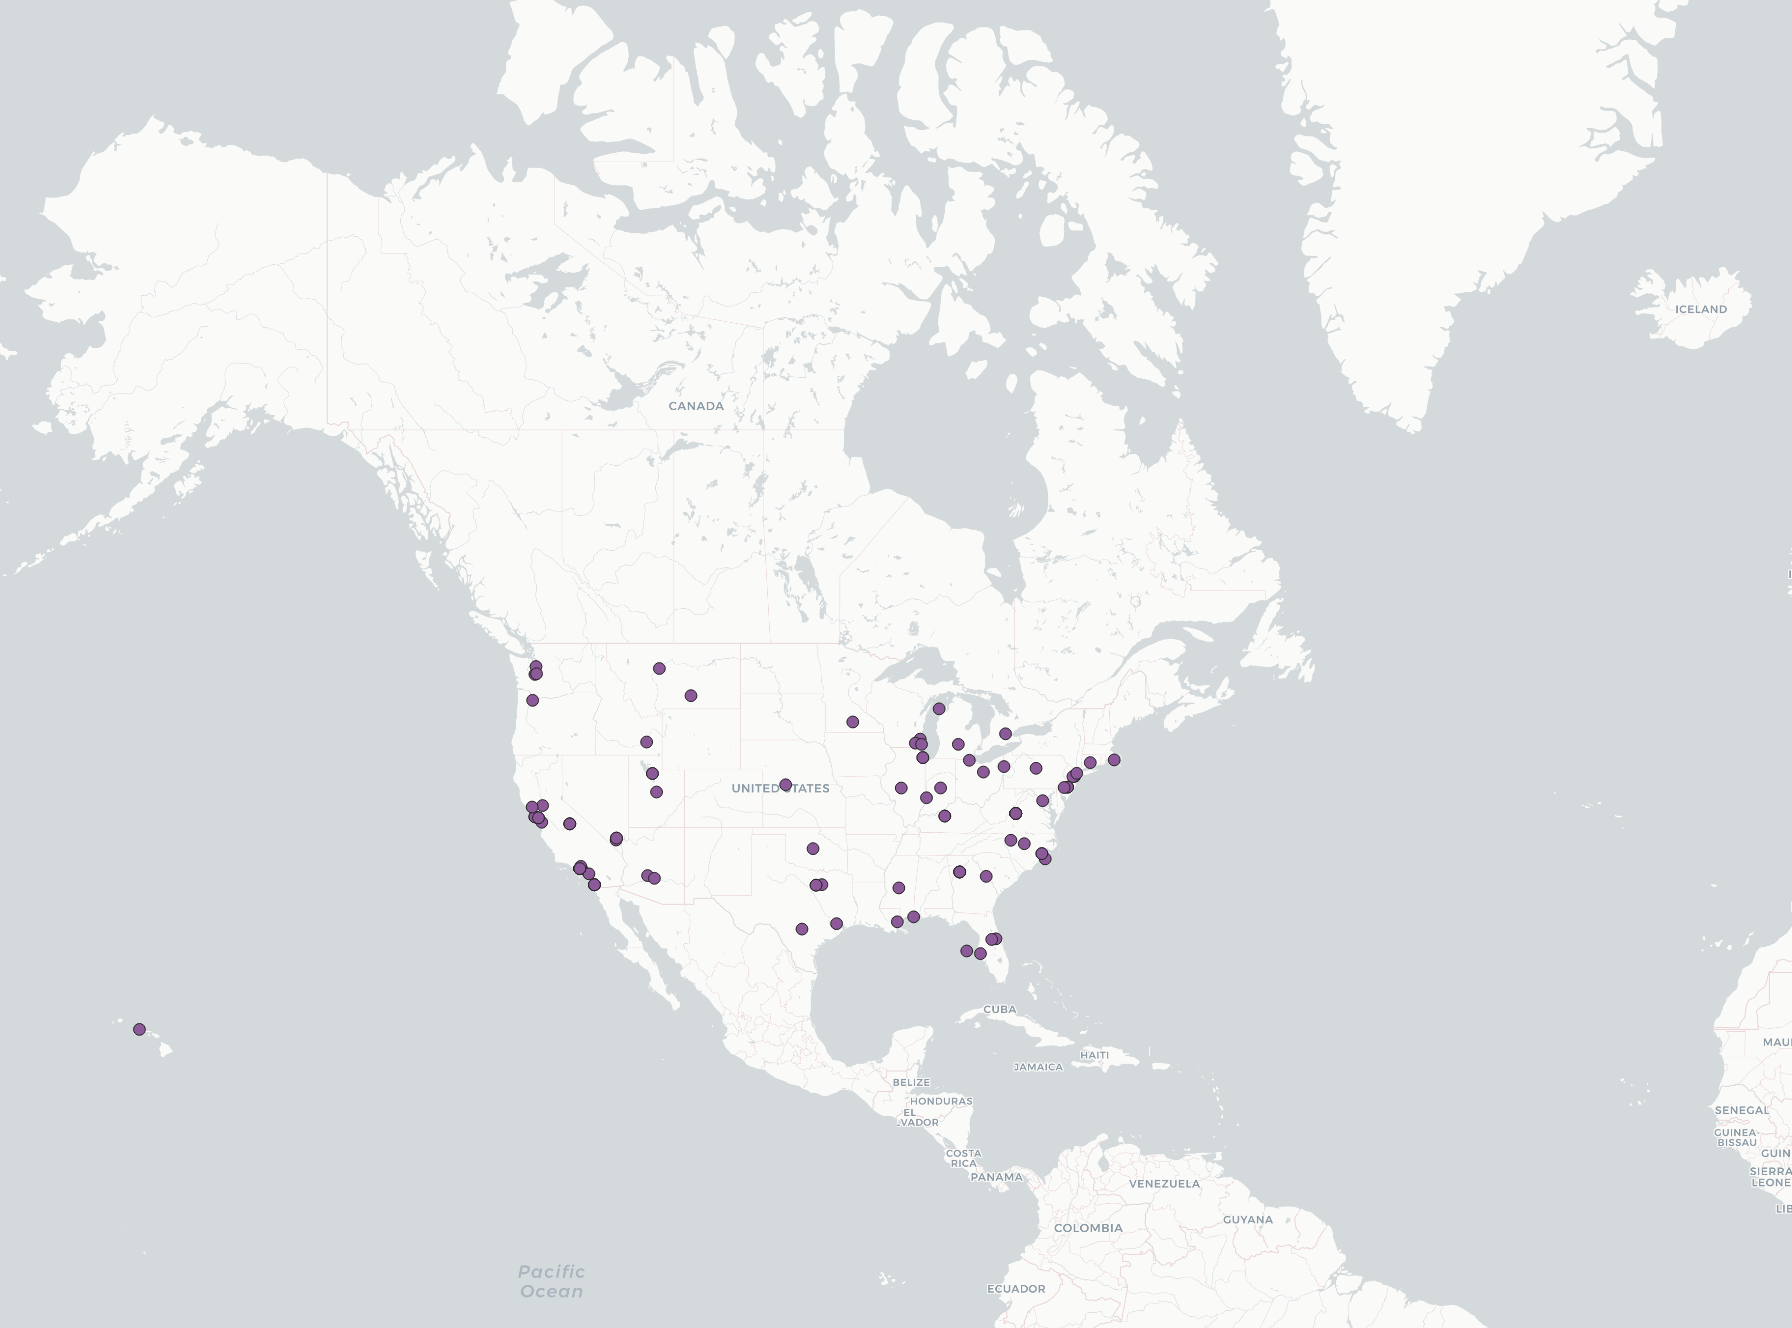 ICELAND
CANADA
UNITED STATES
CUBA
HAITI
JAMAICA
BELIZE
HONDURAS
EL
.VADOR
COSTA
RICA
PANAMA
VENEZUELA
GUYANA
COLOMBIA
ECUADOR
Pacific
Ocean
MAU
SENEGAL
GUINEA-
BISSAU
GUIN
SIERRA
LEONE
LIB